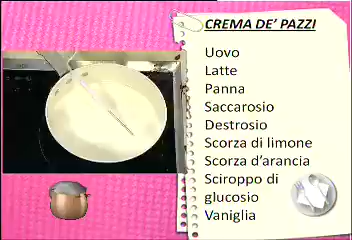 CREMA DE' PAZZI
Uovo
Latte
Panna
Saccarosio
Destrosio
Scorza di limone
Scorza d'arancia
Sciroppo di
glucosio
Vaniglia